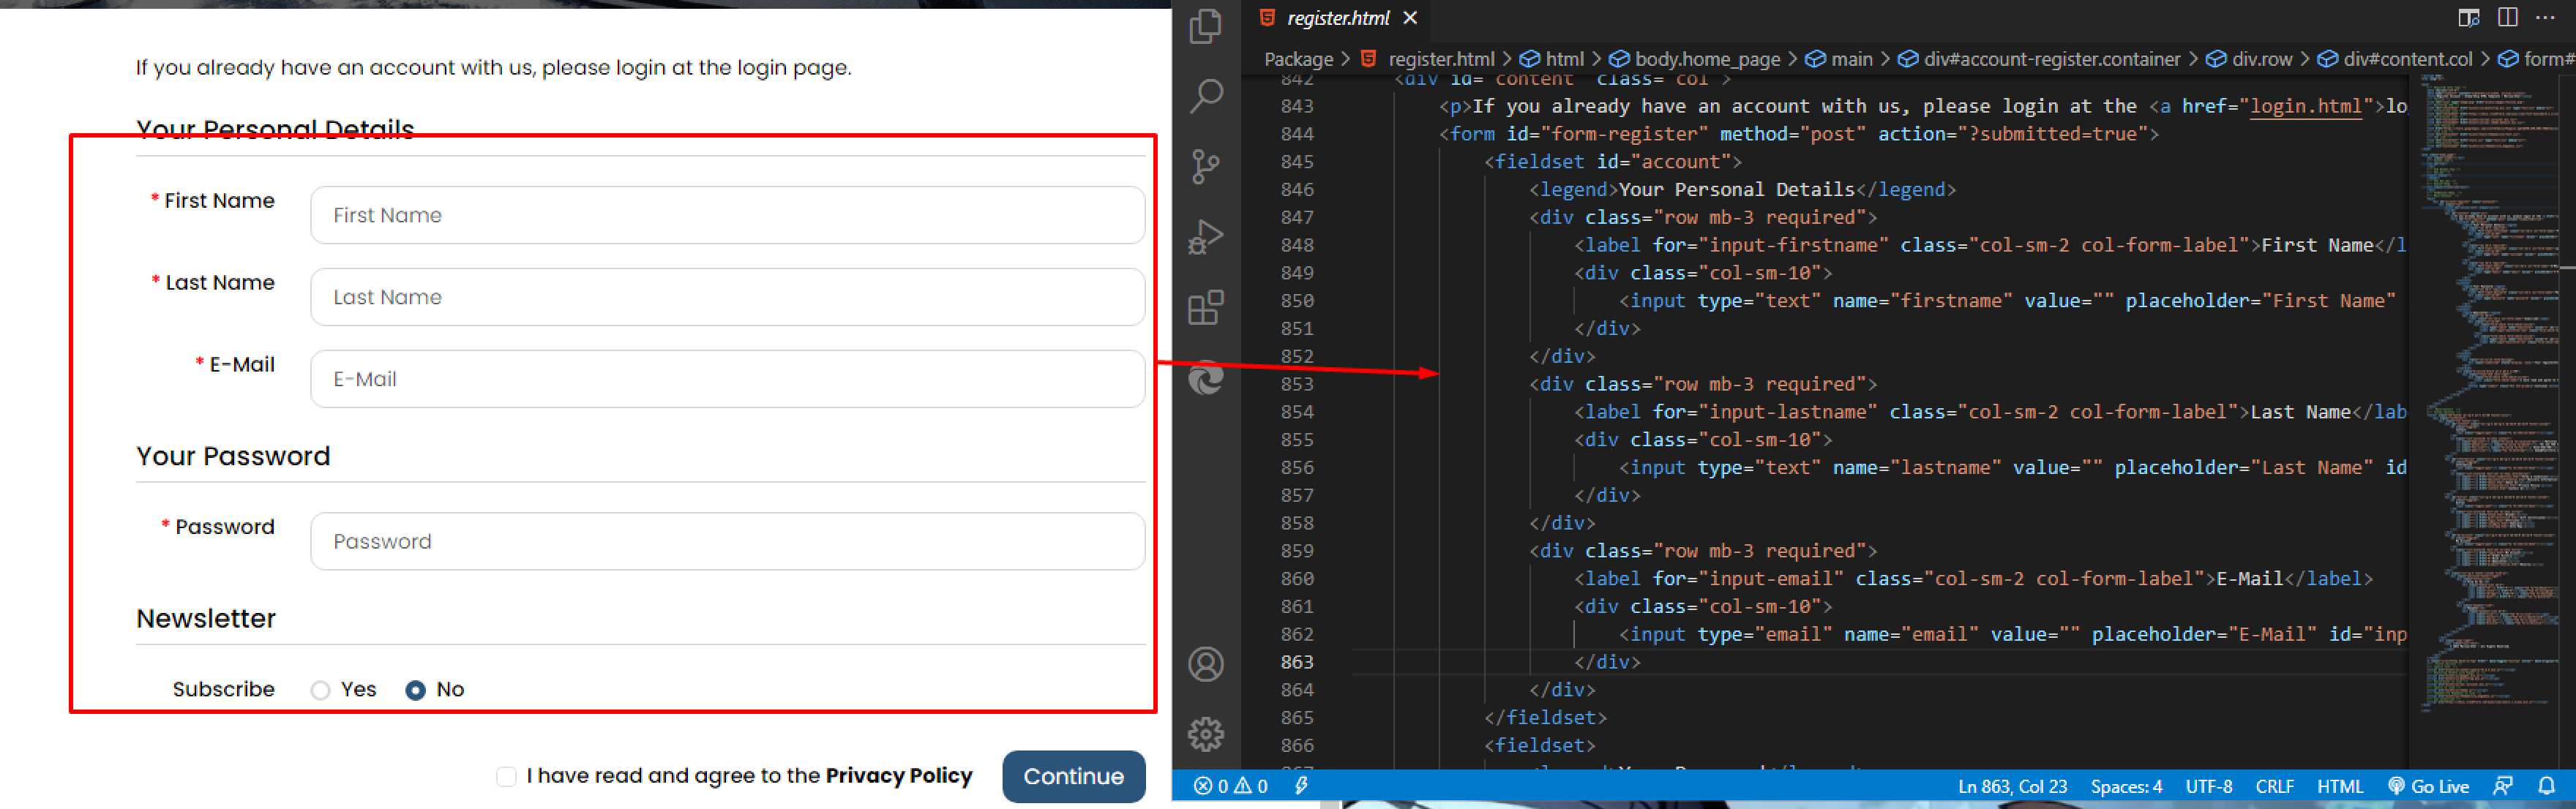 If you already have an account with us, please login at the login page.
Your Personal Details
* First Name
First Name
* Last Name
Last Name
* E-Mail
E-Mail
Your Password
* Password
Password
Newsletter
Subscribe
Yes
No
I have read and agree to the Privacy Policy
Continue
register.html
Package > register.html > html > body.home_page > main > div#account-register.container > div.row > div#content.col > form#
842 <div id="content" class="col">
843 <p>If you already have an account with us, please login at the <a href="login.html">lo
844 <form id="form-register" method="post" action="?submitted=true">
845 <fieldset id="account">
846 <legend>Your Personal Details</legend>
847 <div class="row mb-3 required">
848 <label for="input-firstname" class="col-sm-2 col-form-label">First Name</l
849 <div class="col-sm-10">
850 <input type="text" name="firstname" value="" placeholder="First Name"
851 </div>
852 </div>
853 <div class="row mb-3 required">
854 <label for="input-lastname" class="col-sm-2 col-form-label">Last Name</lab
855 <div class="col-sm-10">
856 <input type="text" name="lastname" value="" placeholder="Last Name" id
857 </div>
858 </div>
859 <div class="row mb-3 required">
860 <label for="input-email" class="col-sm-2 col-form-label">E-Mail</label>
861 <div class="col-sm-10">
862 <input type="email" name="email" value="" placeholder="E-Mail" id="inp
863 </div>
864 </div>
865 </fieldset>
866 <fieldset>
0 0
Ln 863, Col 23 Spaces: 4 UTF-8 CRLF HTML Go Live